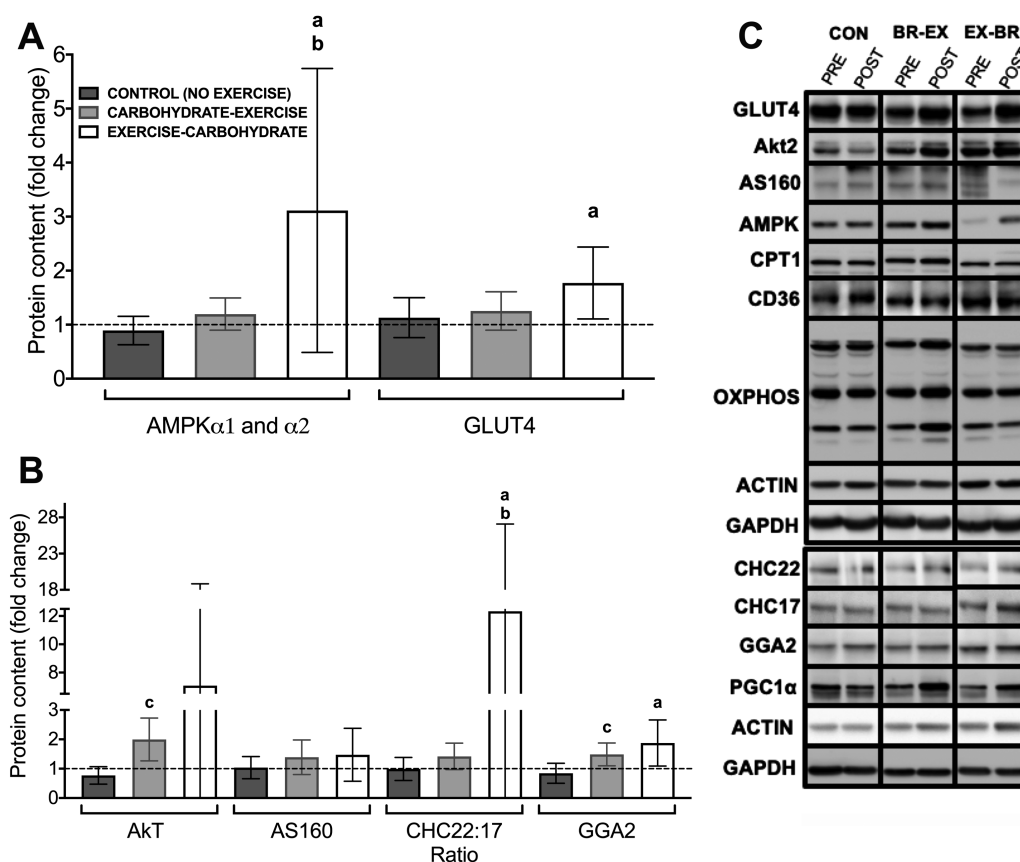 A
Protein content (fold change)
6
5
4
3
2
1
0
CONTROL (NO EXERCISE)
CARBOHYDRATE-EXERCISE
EXERCISE-CARBOHYDRATE
a
b
a
AMPKα1 and α2
GLUT4
B
Protein content (fold change)
28
23
18
12
10
8
3
2
1
0
c
a
b
c
a
AkT
AS160
CHC22:17
Ratio
GGA2
C
CON BR-EX EX-BR
PRE POST PRE POST PRE POST
GLUT4
Akt2
AS160
AMPK
CPT1
CD36
OXPHOS
ACTIN
GAPDH
CHC22
CHC17
GGA2
PGC1α
ACTIN
GAPDH